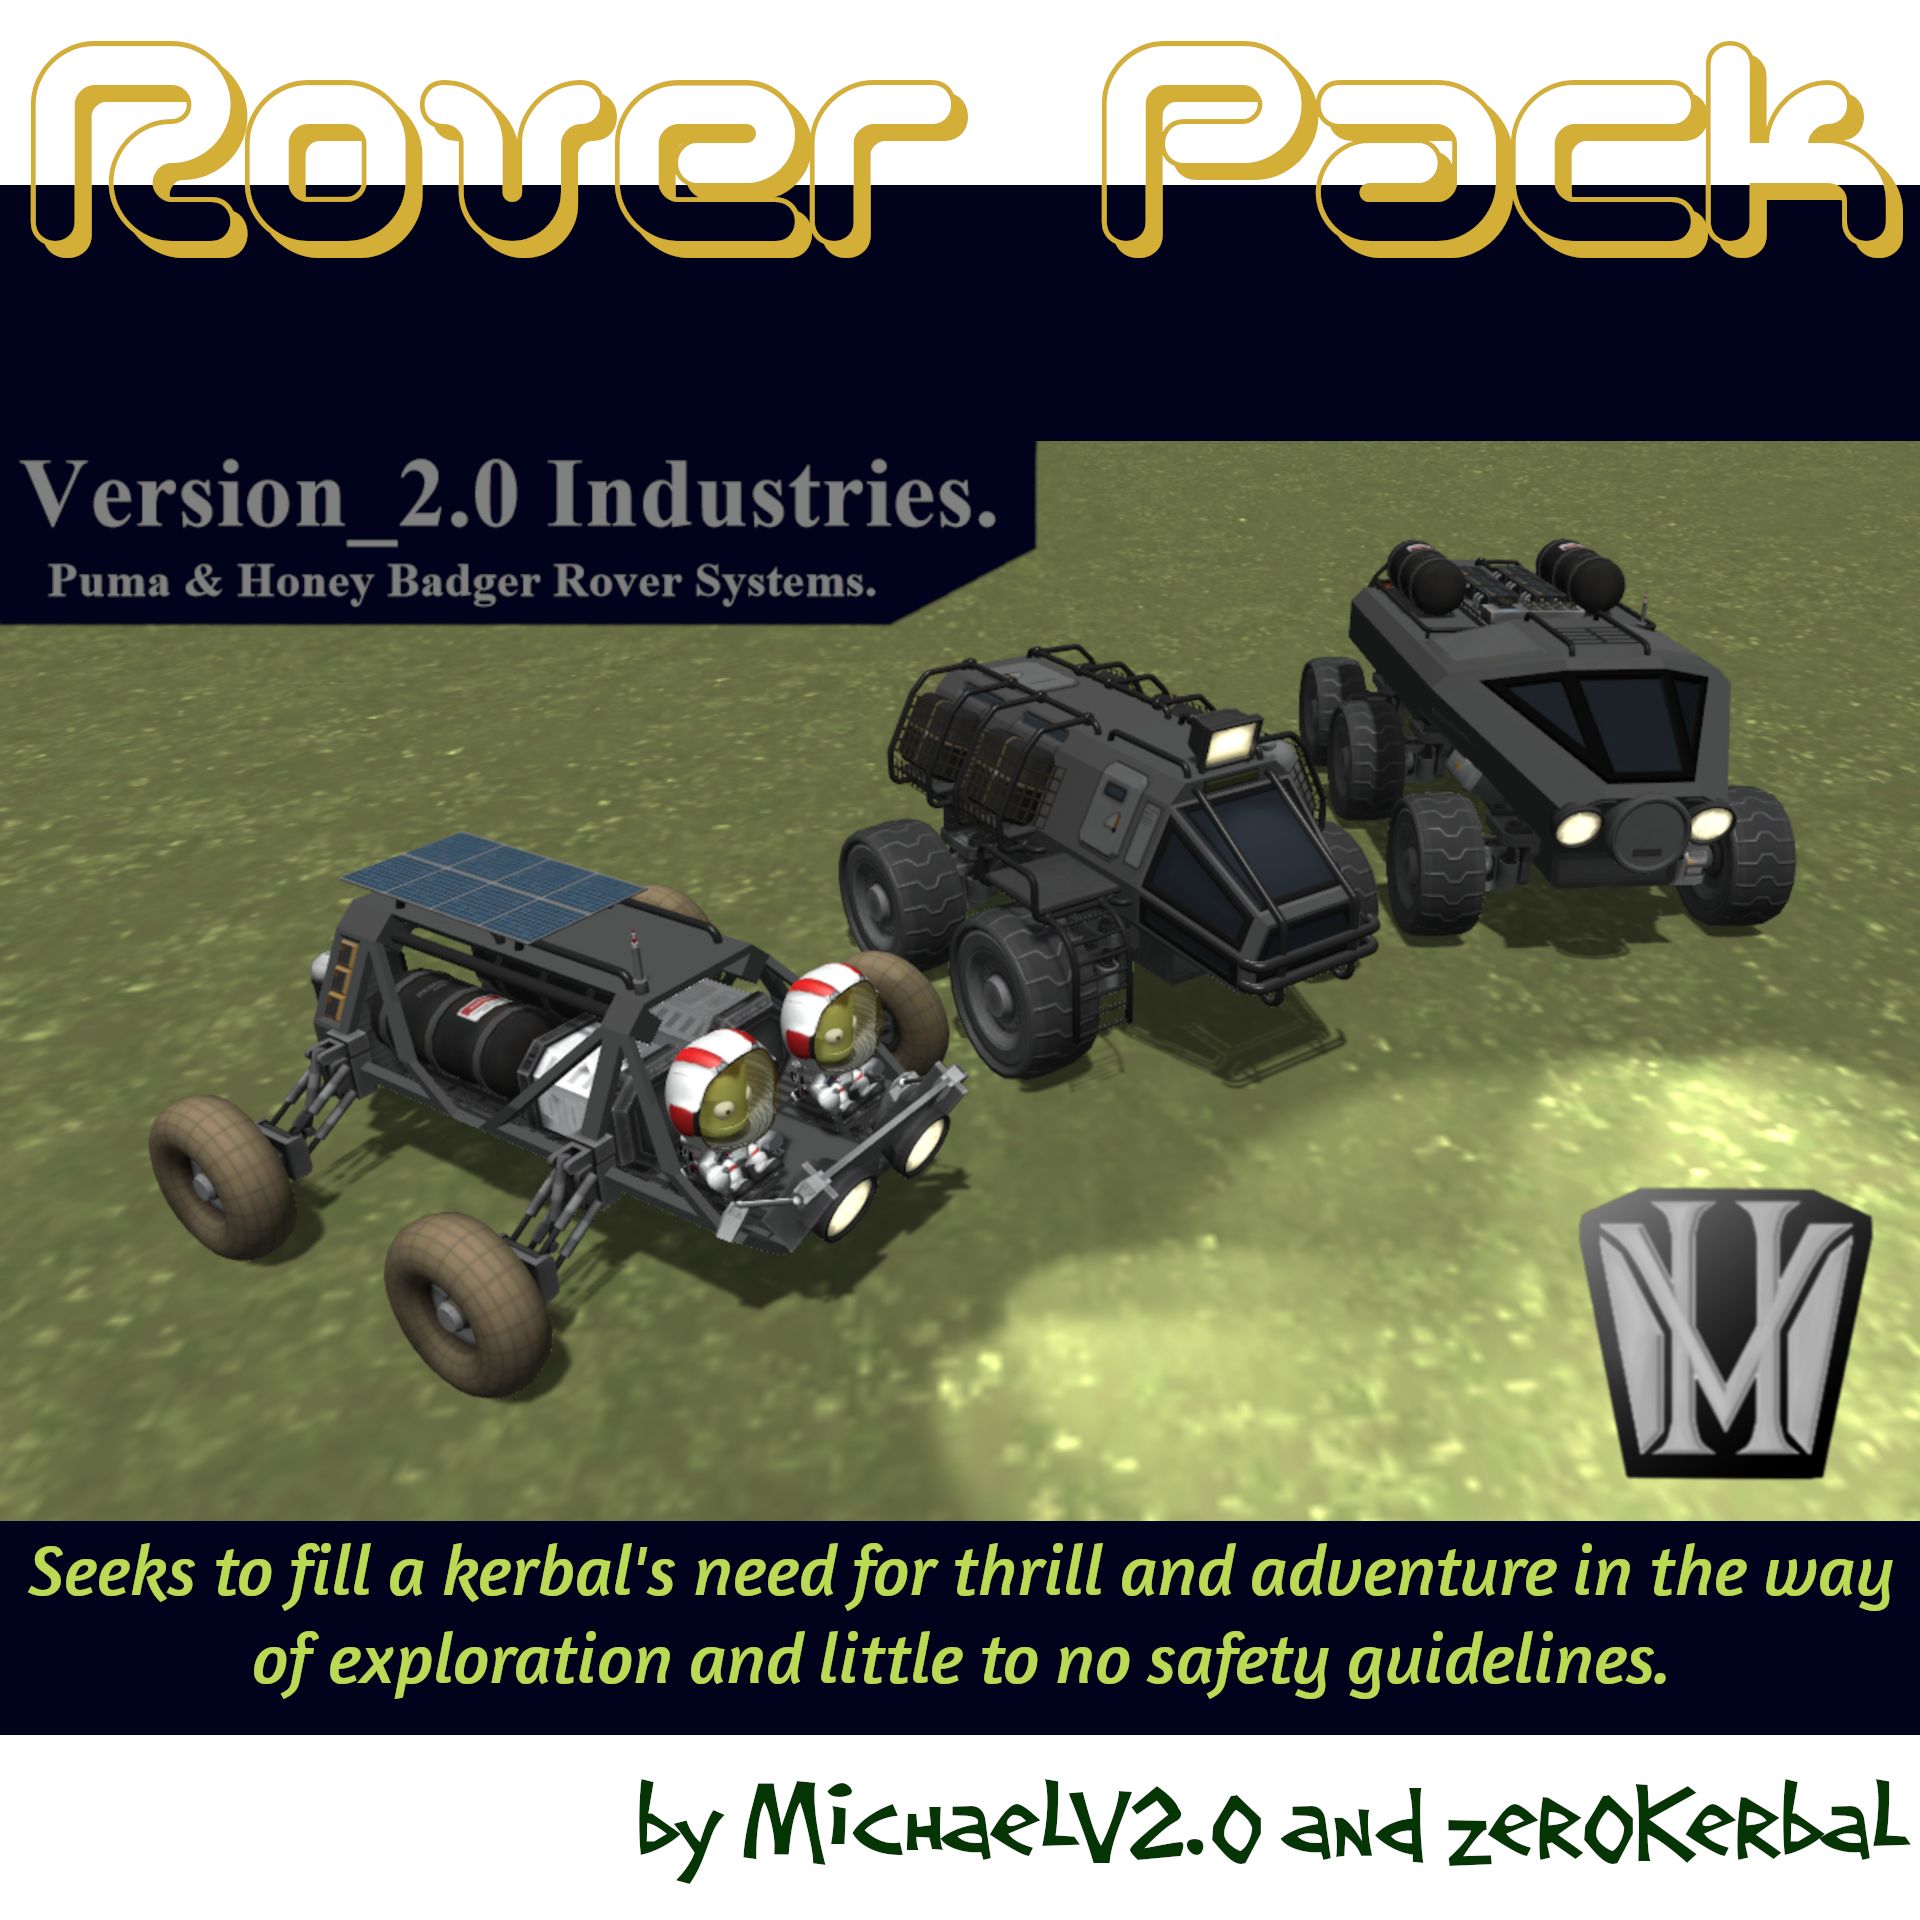 Rover Pack
Version_2.0 Industries.
Puma & Honey Badger Rover Systems.
Seeks to fill a kerbal's need for thrill and adventure in the way
of exploration and little to no safety guidelines.
by MichaelV2.0 and zer0Kerbal